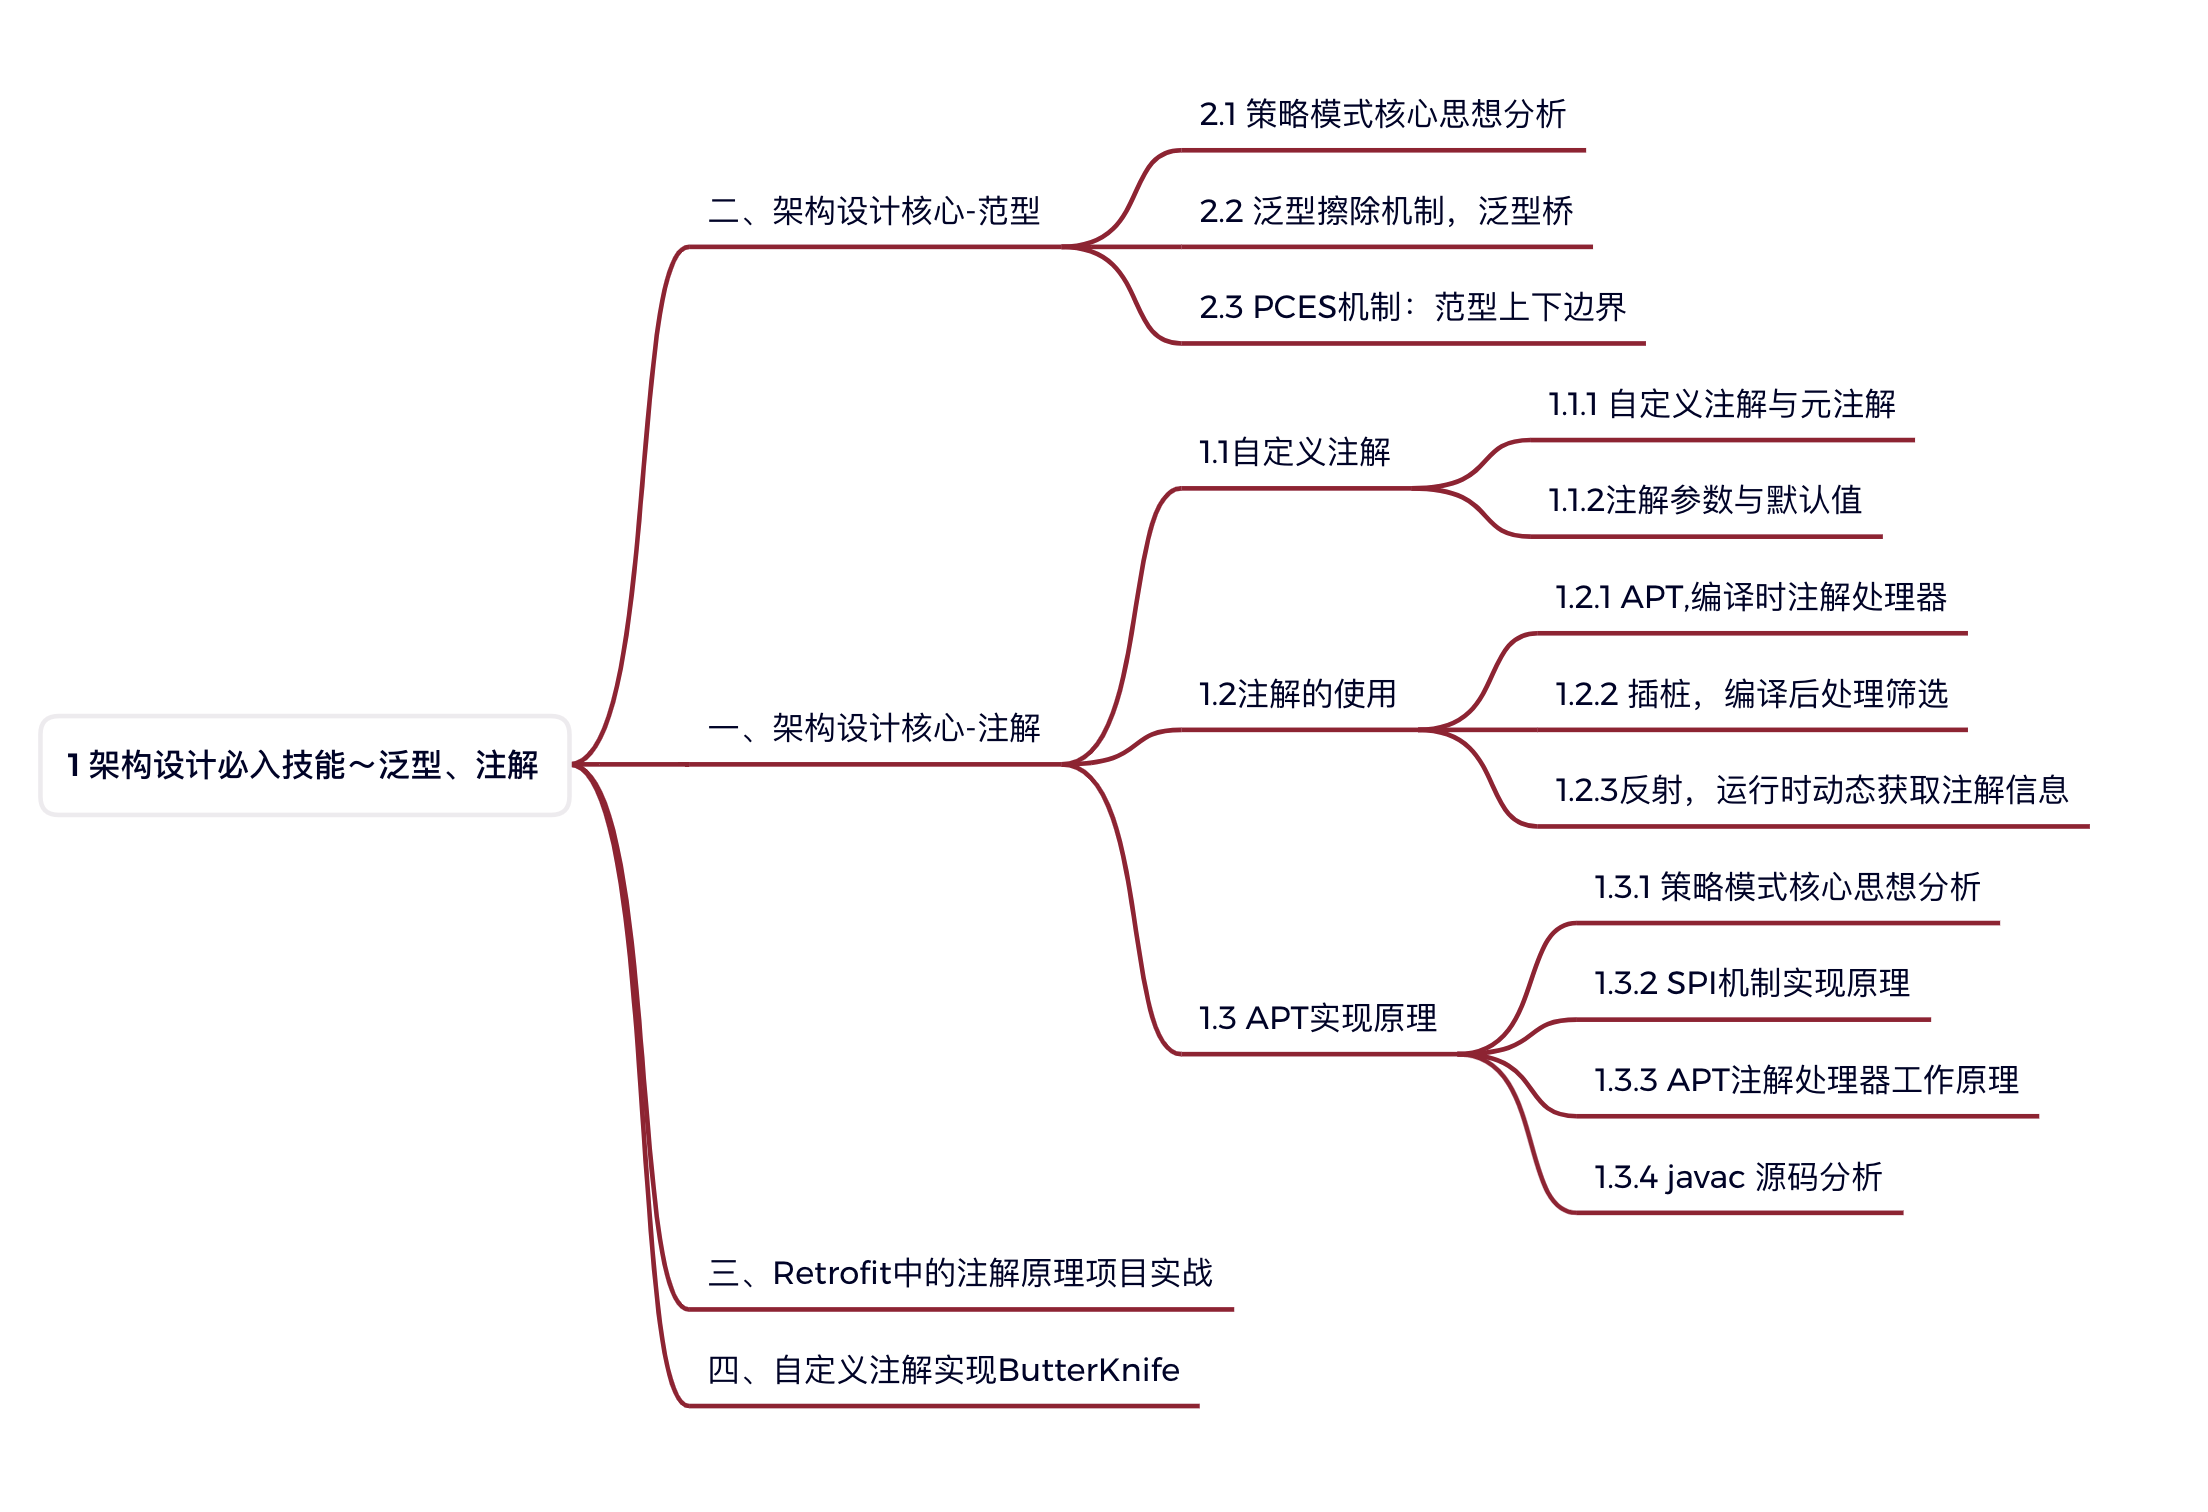 2.1 策略模式核心思想分析
二、架构设计核心-范型
2.2 泛型擦除机制，泛型桥
2.3 PCES机制：范型上下边界
1.1.1 自定义注解与元注解
1.1自定义注解
1.1.2注解参数与默认值
1.2.1 APT,编译时注解处理器
1.2注解的使用
1.2.2 插桩，编译后处理筛选
一、架构设计核心-注解
1 架构设计必入技能～泛型、注解
1.2.3反射，运行时动态获取注解信息
1.3.1 策略模式核心思想分析
1.3.2 SPI机制实现原理
1.3 APT实现原理
1.3.3 APT注解处理器工作原理
1.3.4 javac 源码分析
三、Retrofit中的注解原理项目实战
四、自定义注解实现ButterKnife